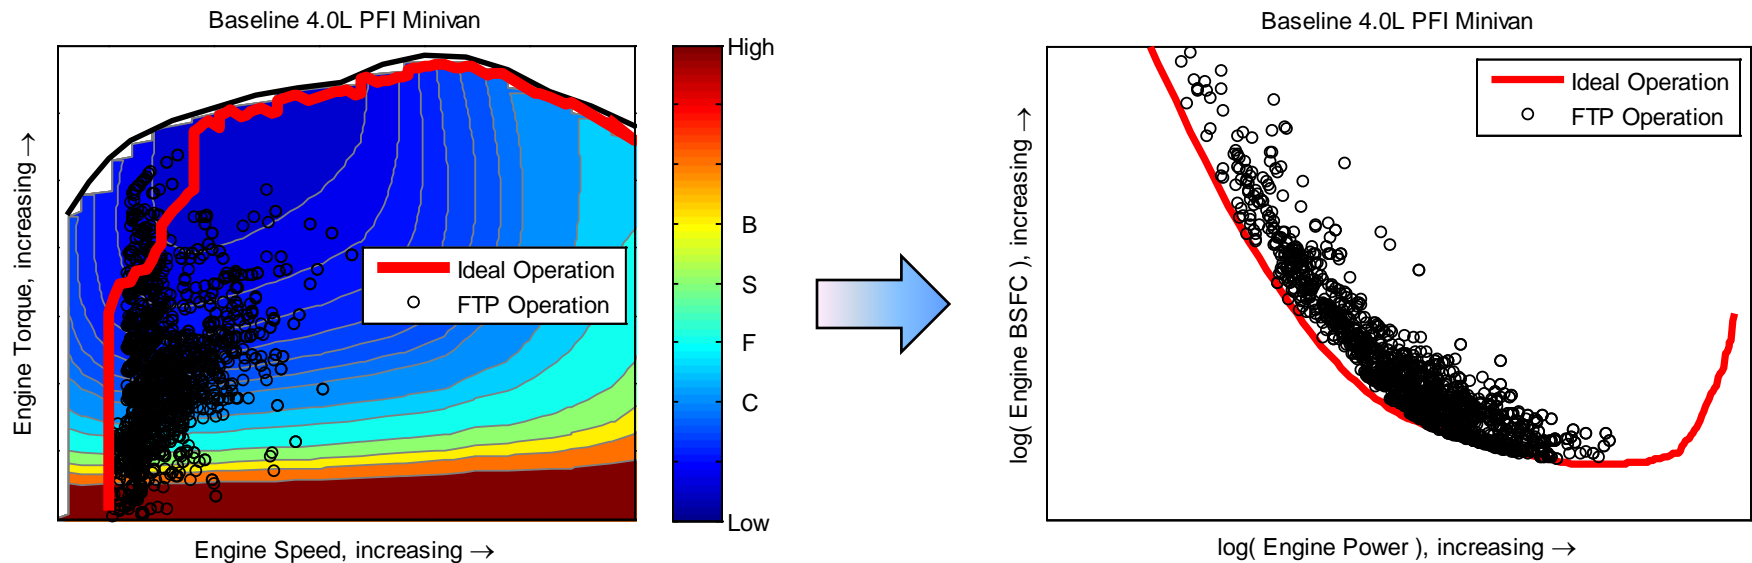 Baseline 4.0L PFI Minivan
Engine Torque, increasing →
Ideal Operation
FTP Operation
Engine Speed, increasing →
High
B
S
F
C
Low
Baseline 4.0L PFI Minivan
log( Engine BSFC ), increasing →
Ideal Operation
FTP Operation
log( Engine Power ), increasing →